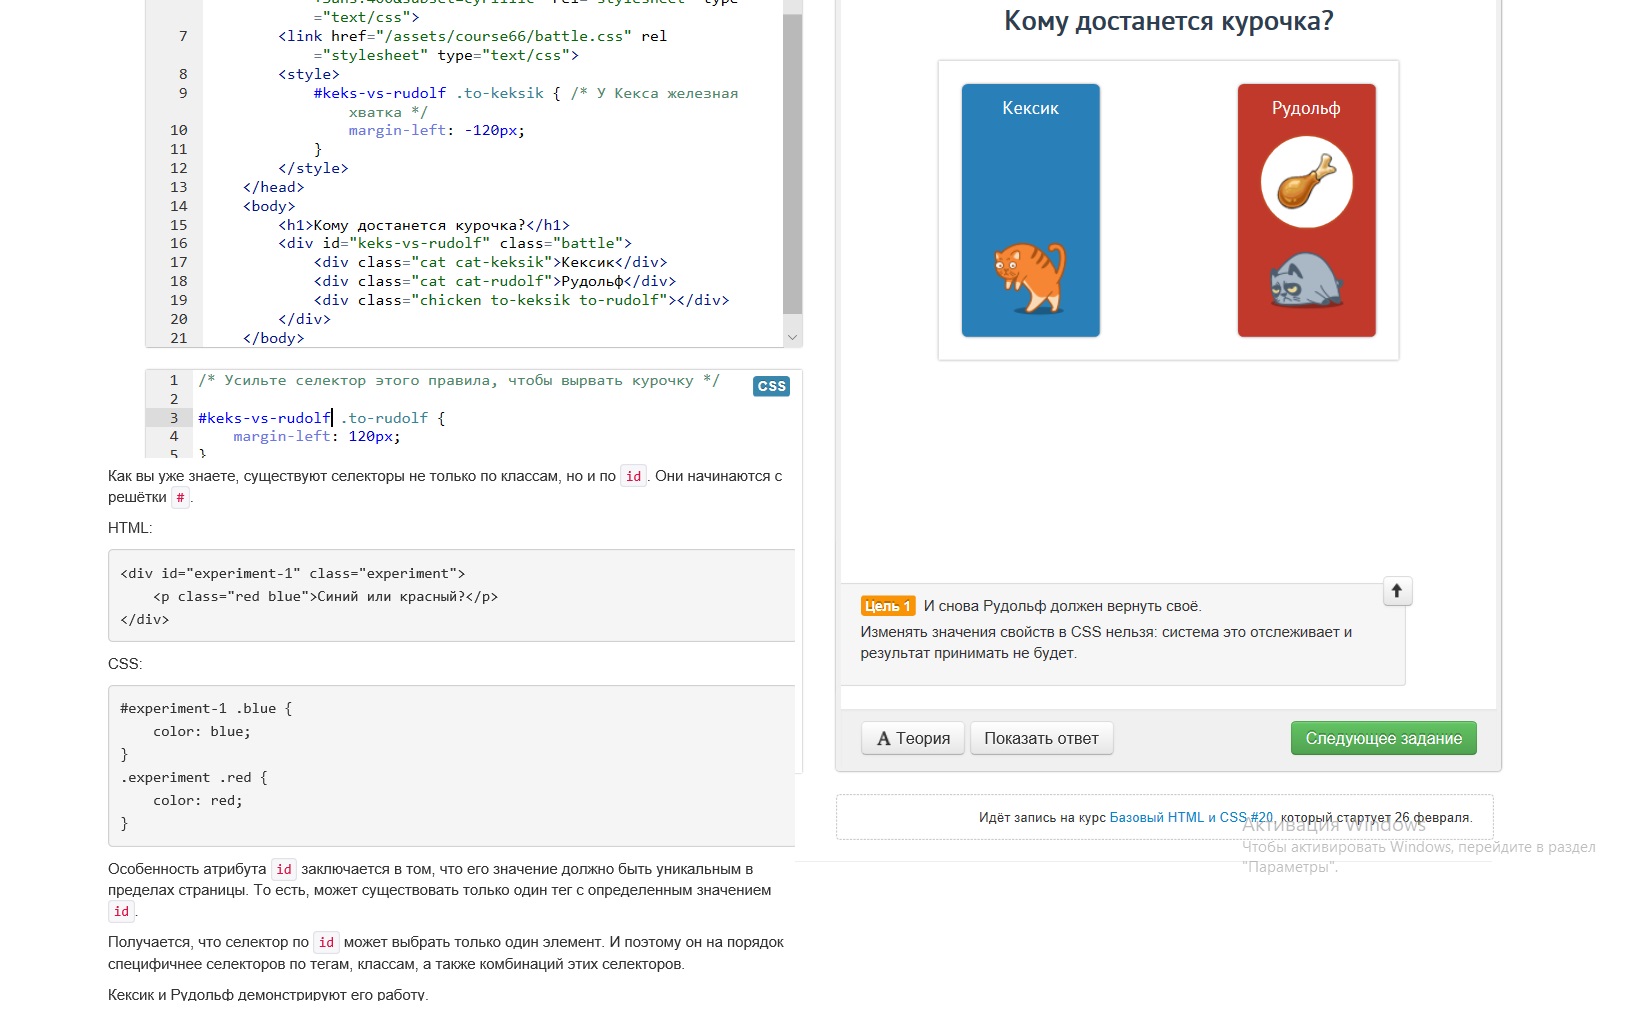 ="text/css">
7 <link href="/assets/course66/battle.css" rel
="stylesheet" type="text/css">
8 <style>
9 #keks-vs-rudolf .to-keksik { /* У Кекса железная
хватка */
10 margin-left: -120px;
11 }
12 </style>
13 </head>
14 <body>
15 <h1>Кому достанется курочка?</h1>
16 <div id="keks-vs-rudolf" class="battle">
17 <div class="cat cat-keksik">Кексик</div>
18 <div class="cat cat-rudolf">Рудольф</div>
19 <div class="chicken to-keksik to-rudolf"></div>
20 </div>
21 </body>
1 /* Усильте селектор этого правила, чтобы вырвать курочку */
CSS
2
3 #keks-vs-rudolf .to-rudolf {
4 margin-left: 120px;
5 }
Как вы уже знаете, существуют селекторы не только по классам, но и по id. Они начинаются с
решётки #.
HTML:
<div id="experiment-1" class="experiment">
<p class="red blue">Синий или красный?</p>
</div>
CSS:
#experiment-1 .blue {
color: blue;
}
.experiment .red {
color: red;
}
Особенность атрибута id заключается в том, что его значение должно быть уникальным в
пределах страницы. То есть, может существовать только один тег с определенным значением
id.
Получается, что селектор по id может выбрать только один элемент. И поэтому он на порядок
специфичнее селекторов по тегам, классам, а также комбинаций этих селекторов.
Кексик и Рудольф демонстрируют его работу.
Кому достанется курочка?
Кексик
Рудольф
Цель 1 И снова Рудольф должен вернуть своё.
Изменять значения свойств в CSS нельзя: система это отслеживает и
результат принимать не будет.
A Теория
Показать ответ
Следующее задание
Идёт запись на курс Базовый HTML и CSS #20, который стартует 26 февраля.
Активация Windows
Чтобы активировать Windows, перейдите в раздел
"Параметры".